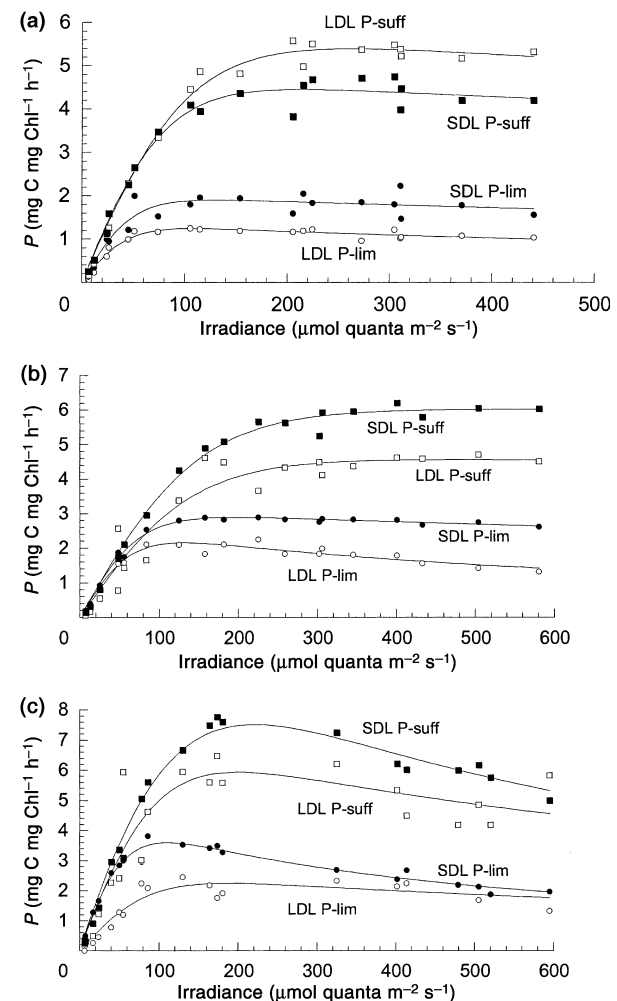 (a)
6
5
4
3
2
1
0
100
200
300
400
500
P (mg C mg Chl⁻¹ h⁻¹)
Irradiance (µmol quanta m⁻² s⁻¹)
LDL P-suff
SDL P-suff
SDL P-lim
LDL P-lim
(b)
7
6
5
4
3
2
1
0
100
200
300
400
500
600
P (mg C mg Chl⁻¹ h⁻¹)
Irradiance (µmol quanta m⁻² s⁻¹)
SDL P-suff
LDL P-suff
SDL P-lim
LDL P-lim
(c)
8
7
6
5
4
3
2
1
0
100
200
300
400
500
600
P (mg C mg Chl⁻¹ h⁻¹)
Irradiance (µmol quanta m⁻² s⁻¹)
SDL P-suff
LDL P-suff
SDL P-lim
LDL P-lim